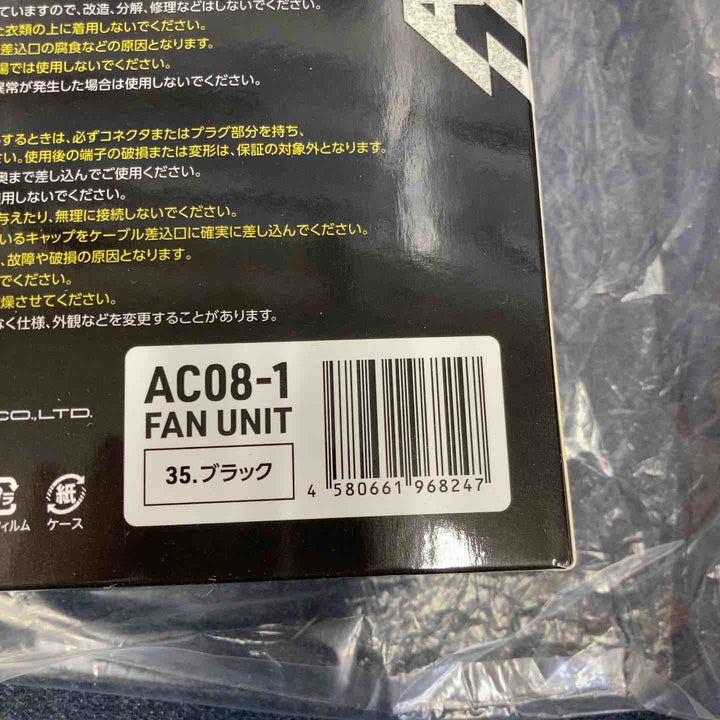 ていますので、改造、分解、修理などはしないでください。
衣類の上に着用しないでください。
差込口の腐食などの原因となります。
場では使用しないでください。
異常が発生した場合は使用しないでください。
するときは、必ずコネクタまたはプラグ部分を持ち、
さい。使用後の端子の破損または変形は、保証の対象外となります。
奥まで差し込んでご使用ください。
用しないでください。
与えたり、無理に接続しないでください。
いるキャップをケーブル差込口に確実に差し込んでください。
、故障や破損の原因となります。
でください。
燥させてください。
なく仕様、外観などを変更することがあります。
CO.,LTD.
AC08-1
FAN UNIT
35.ブラック
4 580661 968247
プラ
フィルム
紙
ケース